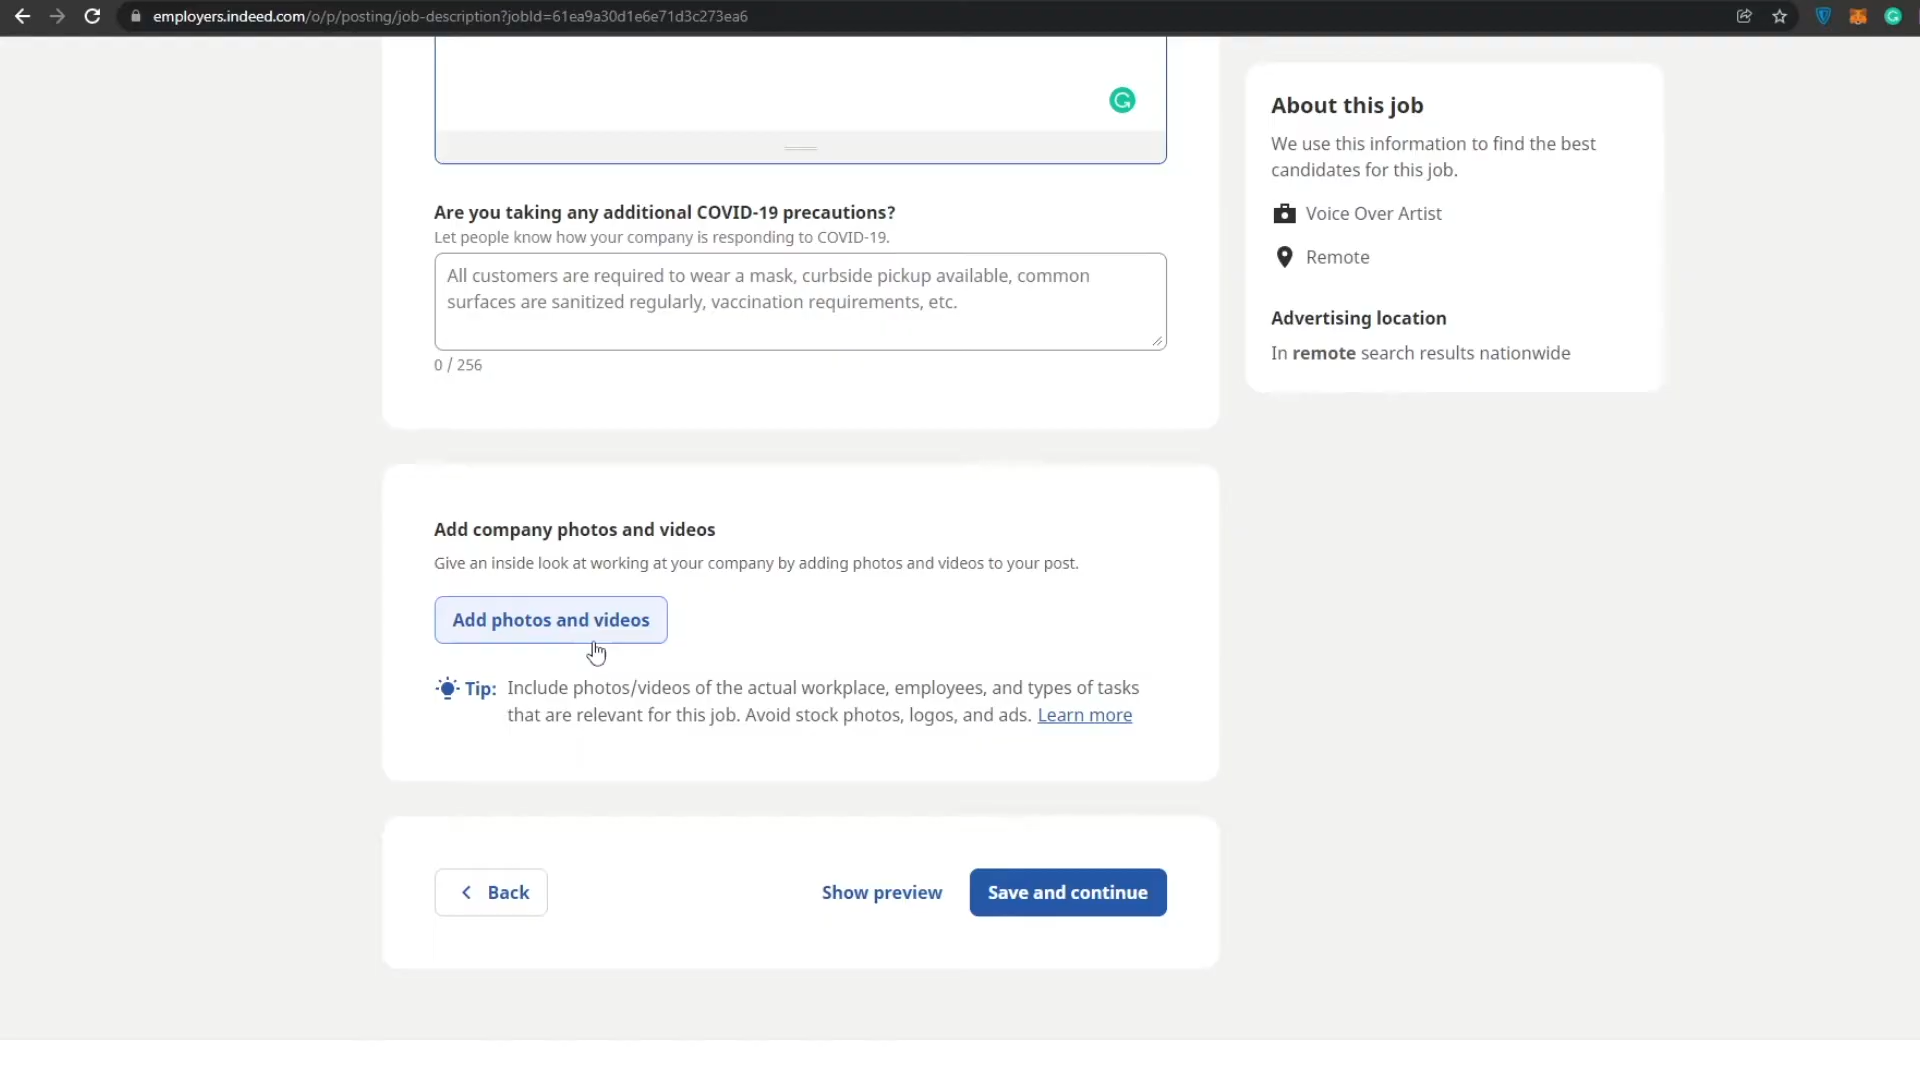 employers.indeed.com/o/p/posting/job-description?jobId=61ea9a30d1e6e71d3c273ea6
Are you taking any additional COVID-19 precautions?
Let people know how your company is responding to COVID-19.
All customers are required to wear a mask, curbside pickup available, common
surfaces are sanitized regularly, vaccination requirements, etc.
0 / 256
Add company photos and videos
Give an inside look at working at your company by adding photos and videos to your post.
Add photos and videos
Tip: Include photos/videos of the actual workplace, employees, and types of tasks
that are relevant for this job. Avoid stock photos, logos, and ads. Learn more
Back
Show preview
Save and continue
About this job
We use this information to find the best
candidates for this job.
Voice Over Artist
Remote
Advertising location
In remote search results nationwide